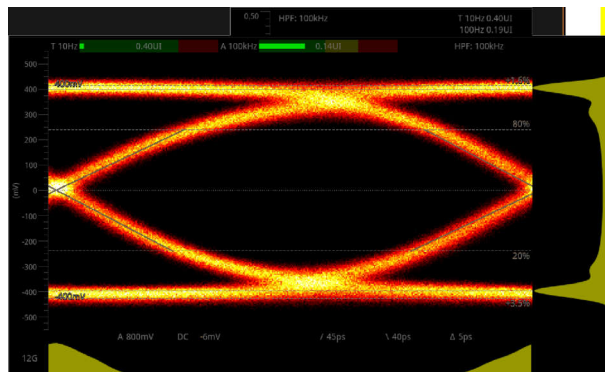 0.50 HPF: 100kHz T 10Hz 0.40UI
100Hz 0.19UI
T 10Hz 0.40UI A 100kHz 0.14UI HPF: 100kHz
500
400 400mV
300
200 80%
100
(mV) 0
-100
-200
20%
-300
-400 -400mV
-3.5%
-500
A 800mV DC -6mV / 45ps \ 40ps Δ 5ps
12G